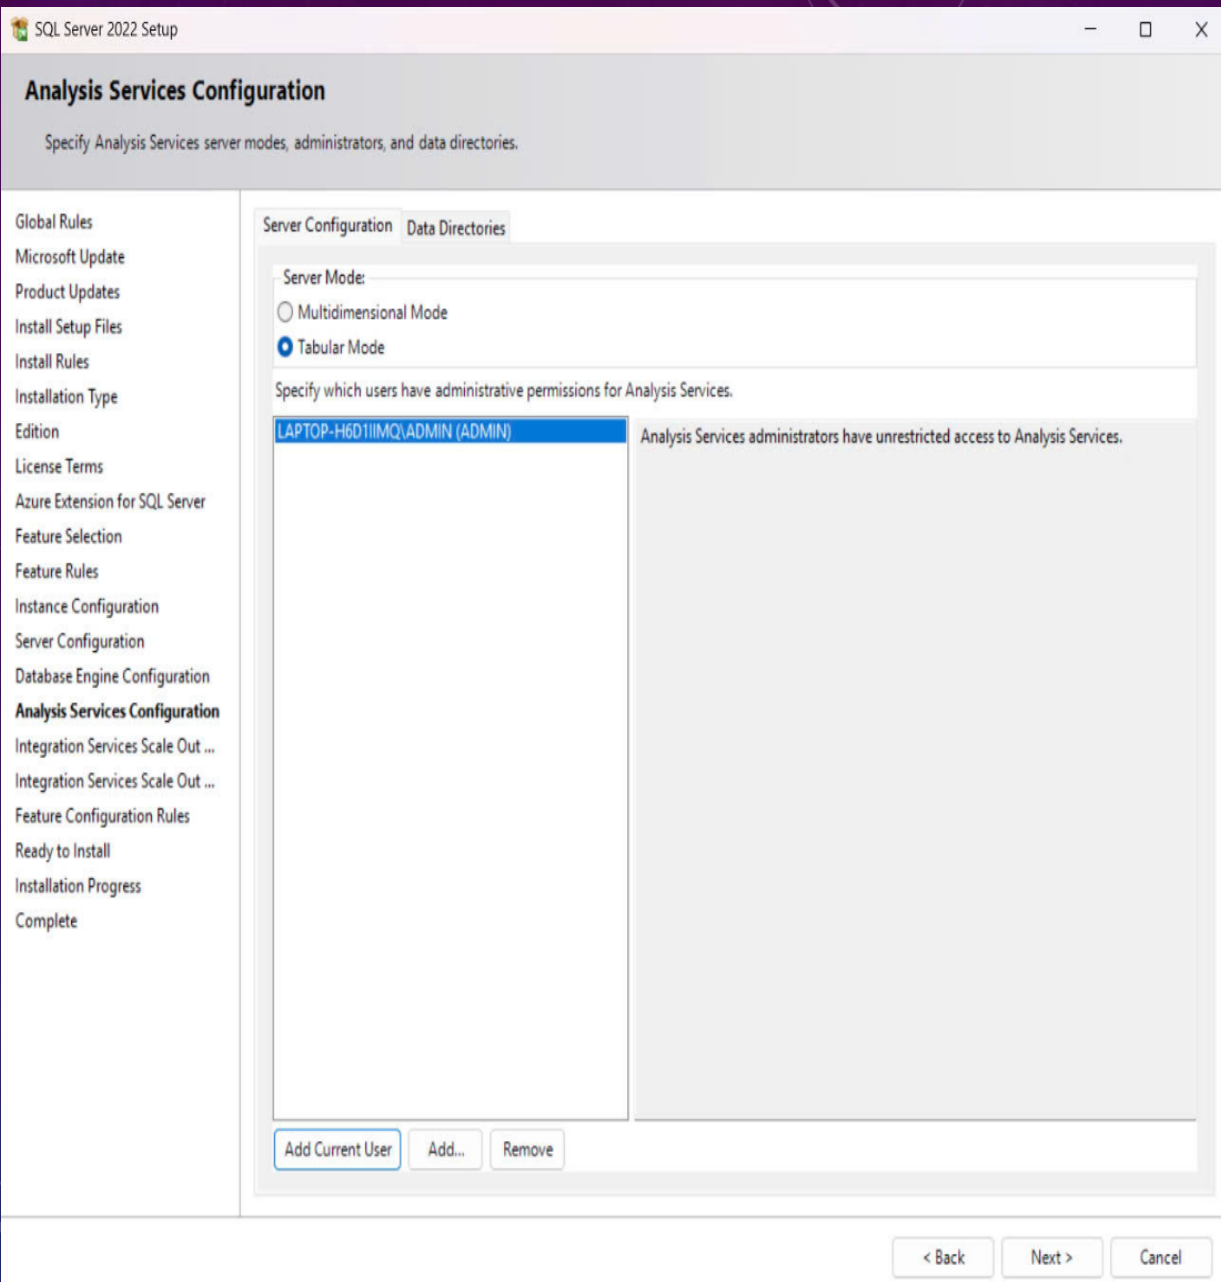 SQL Server 2022 Setup
Analysis Services Configuration
Specify Analysis Services server modes, administrators, and data directories.
Global Rules
Microsoft Update
Product Updates
Install Setup Files
Install Rules
Installation Type
Edition
License Terms
Azure Extension for SQL Server
Feature Selection
Feature Rules
Instance Configuration
Server Configuration
Database Engine Configuration
Analysis Services Configuration
Integration Services Scale Out ...
Integration Services Scale Out ...
Feature Configuration Rules
Ready to Install
Installation Progress
Complete
Server Configuration Data Directories
Server Mode:
Multidimensional Mode
Tabular Mode
Specify which users have administrative permissions for Analysis Services.
LAPTOP-H6D1IIMQ\ADMIN (ADMIN)
Analysis Services administrators have unrestricted access to Analysis Services.
Add Current User Add... Remove
< Back Next > Cancel